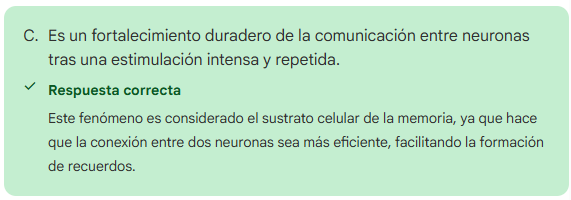 C. Es un fortalecimiento duradero de la comunicación entre neuronas
tras una estimulación intensa y repetida.
Respuesta correcta
Este fenómeno es considerado el sustrato celular de la memoria, ya que hace
que la conexión entre dos neuronas sea más eficiente, facilitando la formación
de recuerdos.